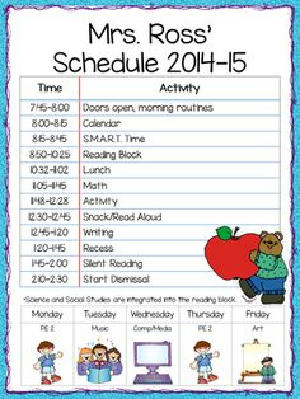 Mrs. Ross'
Schedule 2014-15
Time Activity
7:45-8:00 Doors open, morning routines
8:00-8:15 Calendar
8:15-8:45 S.M.A.R.T. Time
8:50-10:25 Reading Block
10:32-11:02 Lunch
11:05-11:45 Math
11:48-12:28 Activity
12:30-12:45 Snack/Read Aloud
12:45-1:20 Writing
1:20-1:45 Recess
1:45-2:10 Silent Reading
2:10-2:30 Start Dismissal
*Science and Social Studies are integrated into the reading block.
Monday Tuesday Wednesday Thursday Friday
PE 2 Music Comp/Media PE 2 Art